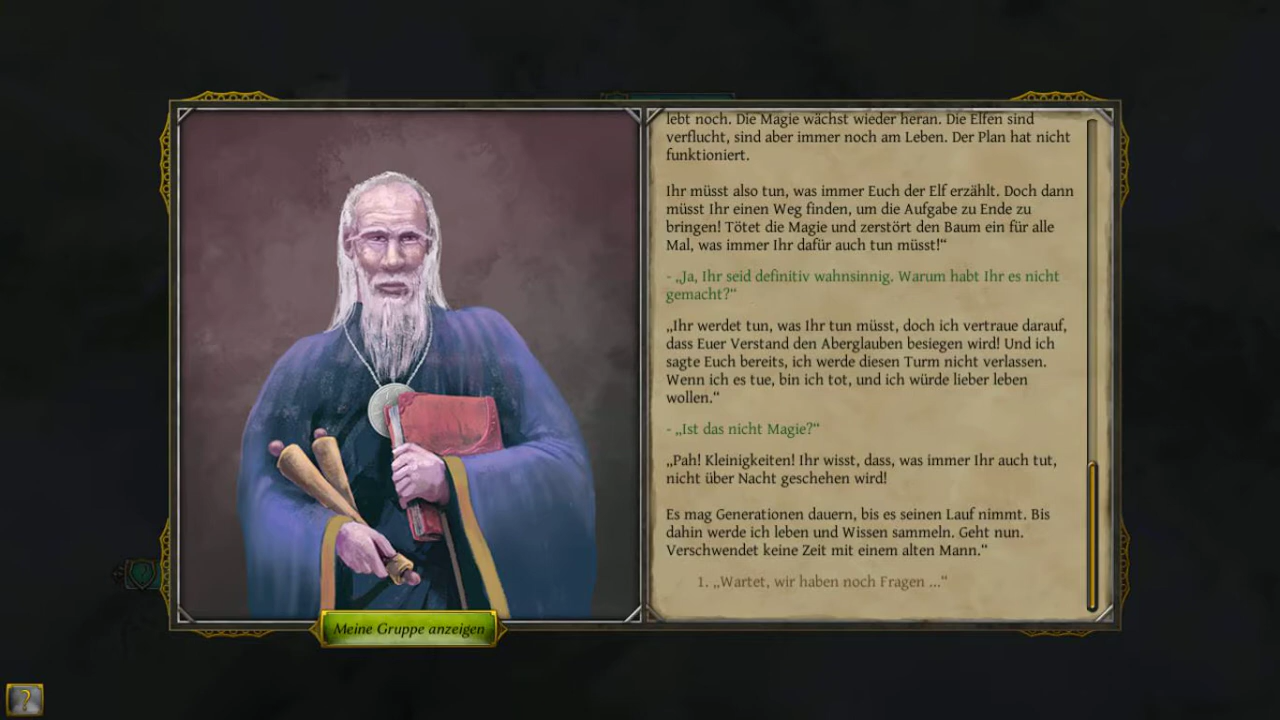 lebt noch. Die Magie wächst wieder heran. Die Elfen sind
verflucht, sind aber immer noch am Leben. Der Plan hat nicht
funktioniert.
Ihr müsst also tun, was immer Euch der Elf erzählt. Doch dann
müsst Ihr einen Weg finden, um die Aufgabe zu Ende zu
bringen! Tötet die Magie und zerstört den Baum ein für alle
Mal, was immer Ihr dafür auch tun müsst!“
- „Ja, Ihr seid definitiv wahnsinnig. Warum habt Ihr es nicht
gemacht?“
„Ihr werdet tun, was Ihr tun müsst, doch ich vertraue darauf,
dass Euer Verstand den Aberglauben besiegen wird! Und ich
sagte Euch bereits, ich werde diesen Turm nicht verlassen.
Wenn ich es tue, bin ich tot, und ich würde lieber leben
wollen.“
- „Ist das nicht Magie?“
„Pah! Kleinigkeiten! Ihr wisst, dass, was immer Ihr auch tut,
nicht über Nacht geschehen wird!
Es mag Generationen dauern, bis es seinen Lauf nimmt. Bis
dahin werde ich leben und Wissen sammeln. Geht nun.
Verschwendet keine Zeit mit einem alten Mann.“
1. „Wartet, wir haben noch Fragen ...“
Meine Gruppe anzeigen
?